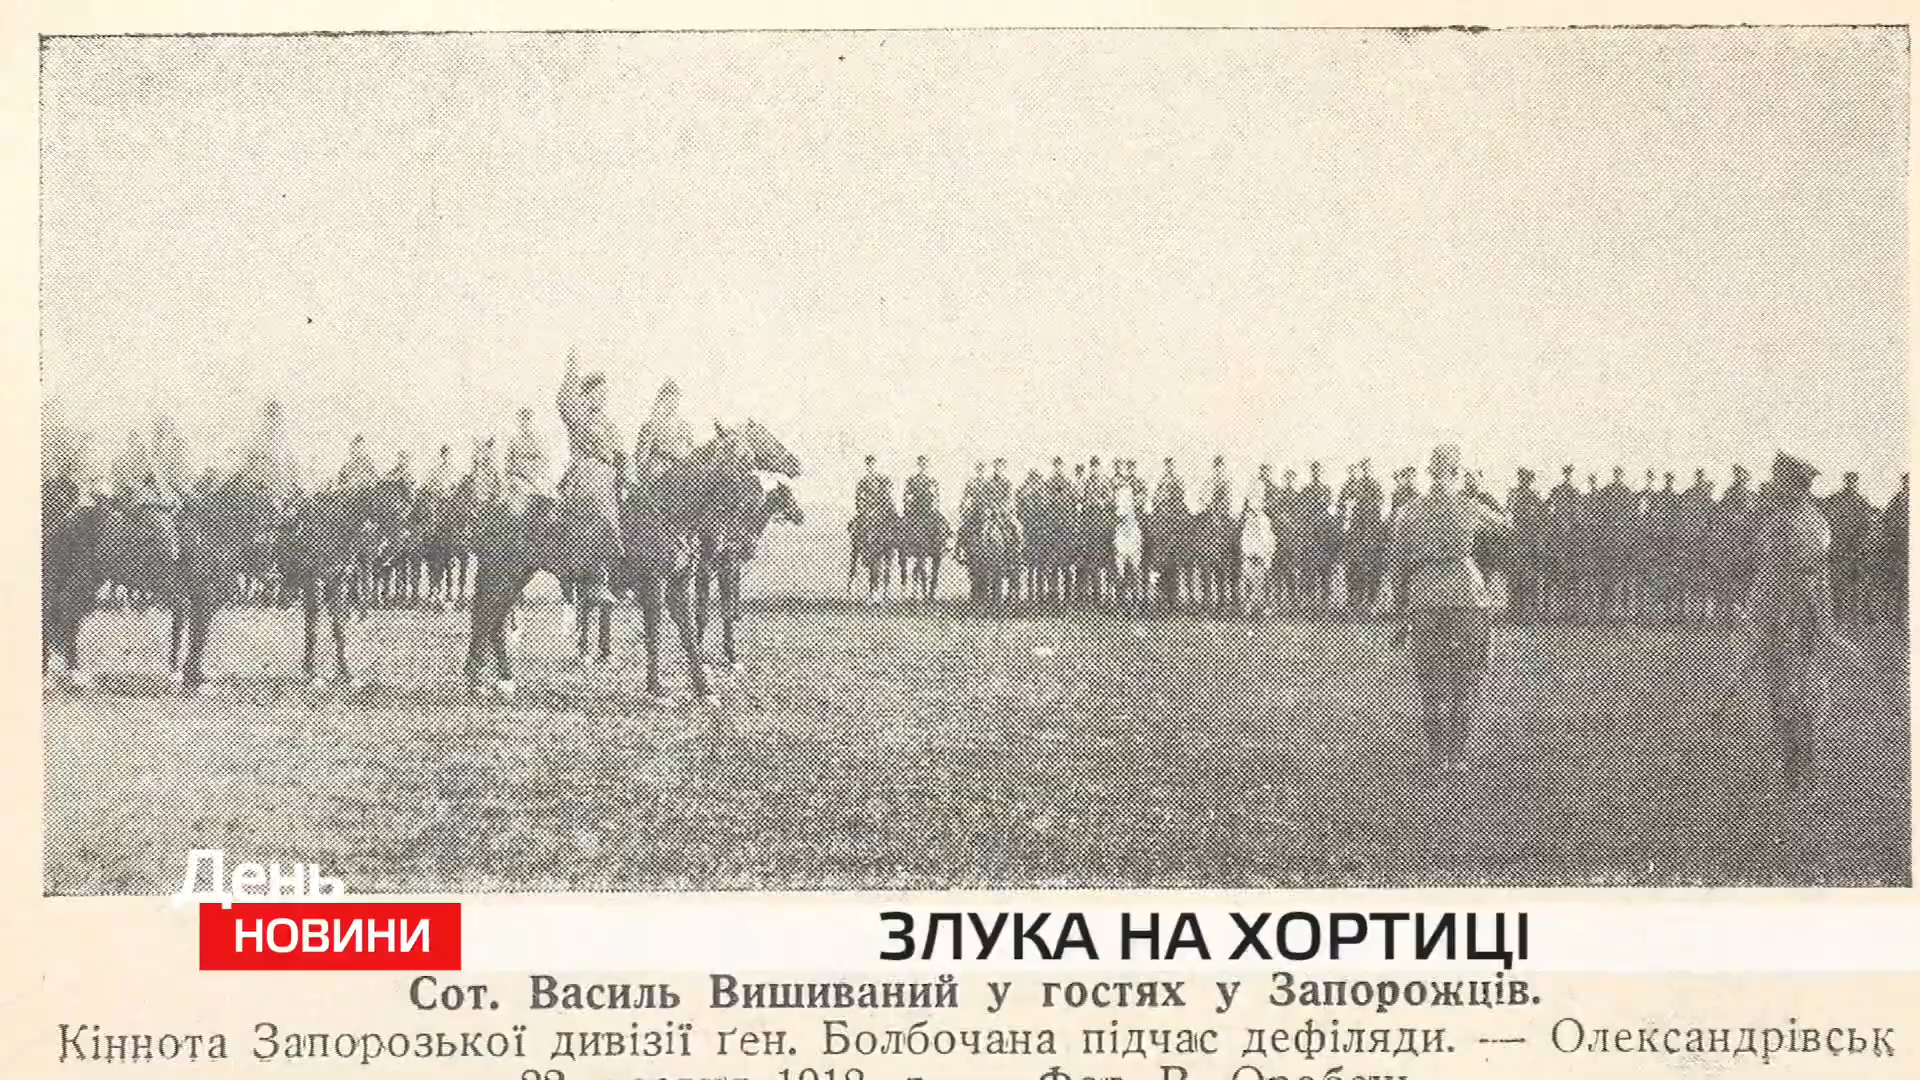 День
НОВИНИ
ЗЛУКА НА ХОРТИЦІ
Сот. Василь Вишиваний у гостях у Запорожців.
Кіннота Запорозької дивізії ґен. Болбочана підчас дефіляди. — Олександрівськ